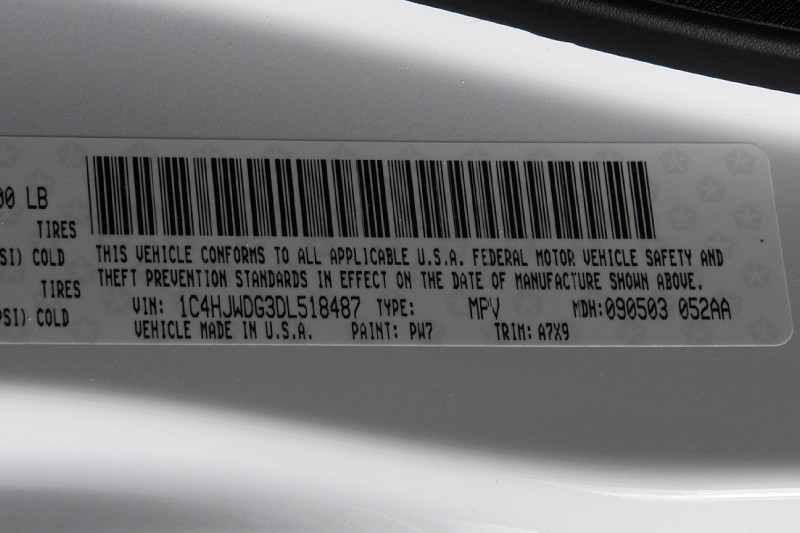 00 LB
TIRES
SI) COLD
TIRES
PSI) COLD
THIS VEHICLE CONFORMS TO ALL APPLICABLE U.S.A. FEDERAL MOTOR VEHICLE SAFETY AND
THEFT PREVENTION STANDARDS IN EFFECT ON THE DATE OF MANUFACTURE SHOWN ABOVE.
VIN: 1C4HJWDG3DL518487 TYPE: MPV MDH: 090503 052AA
VEHICLE MADE IN U.S.A. PAINT: PW7 TRIM: A7X9